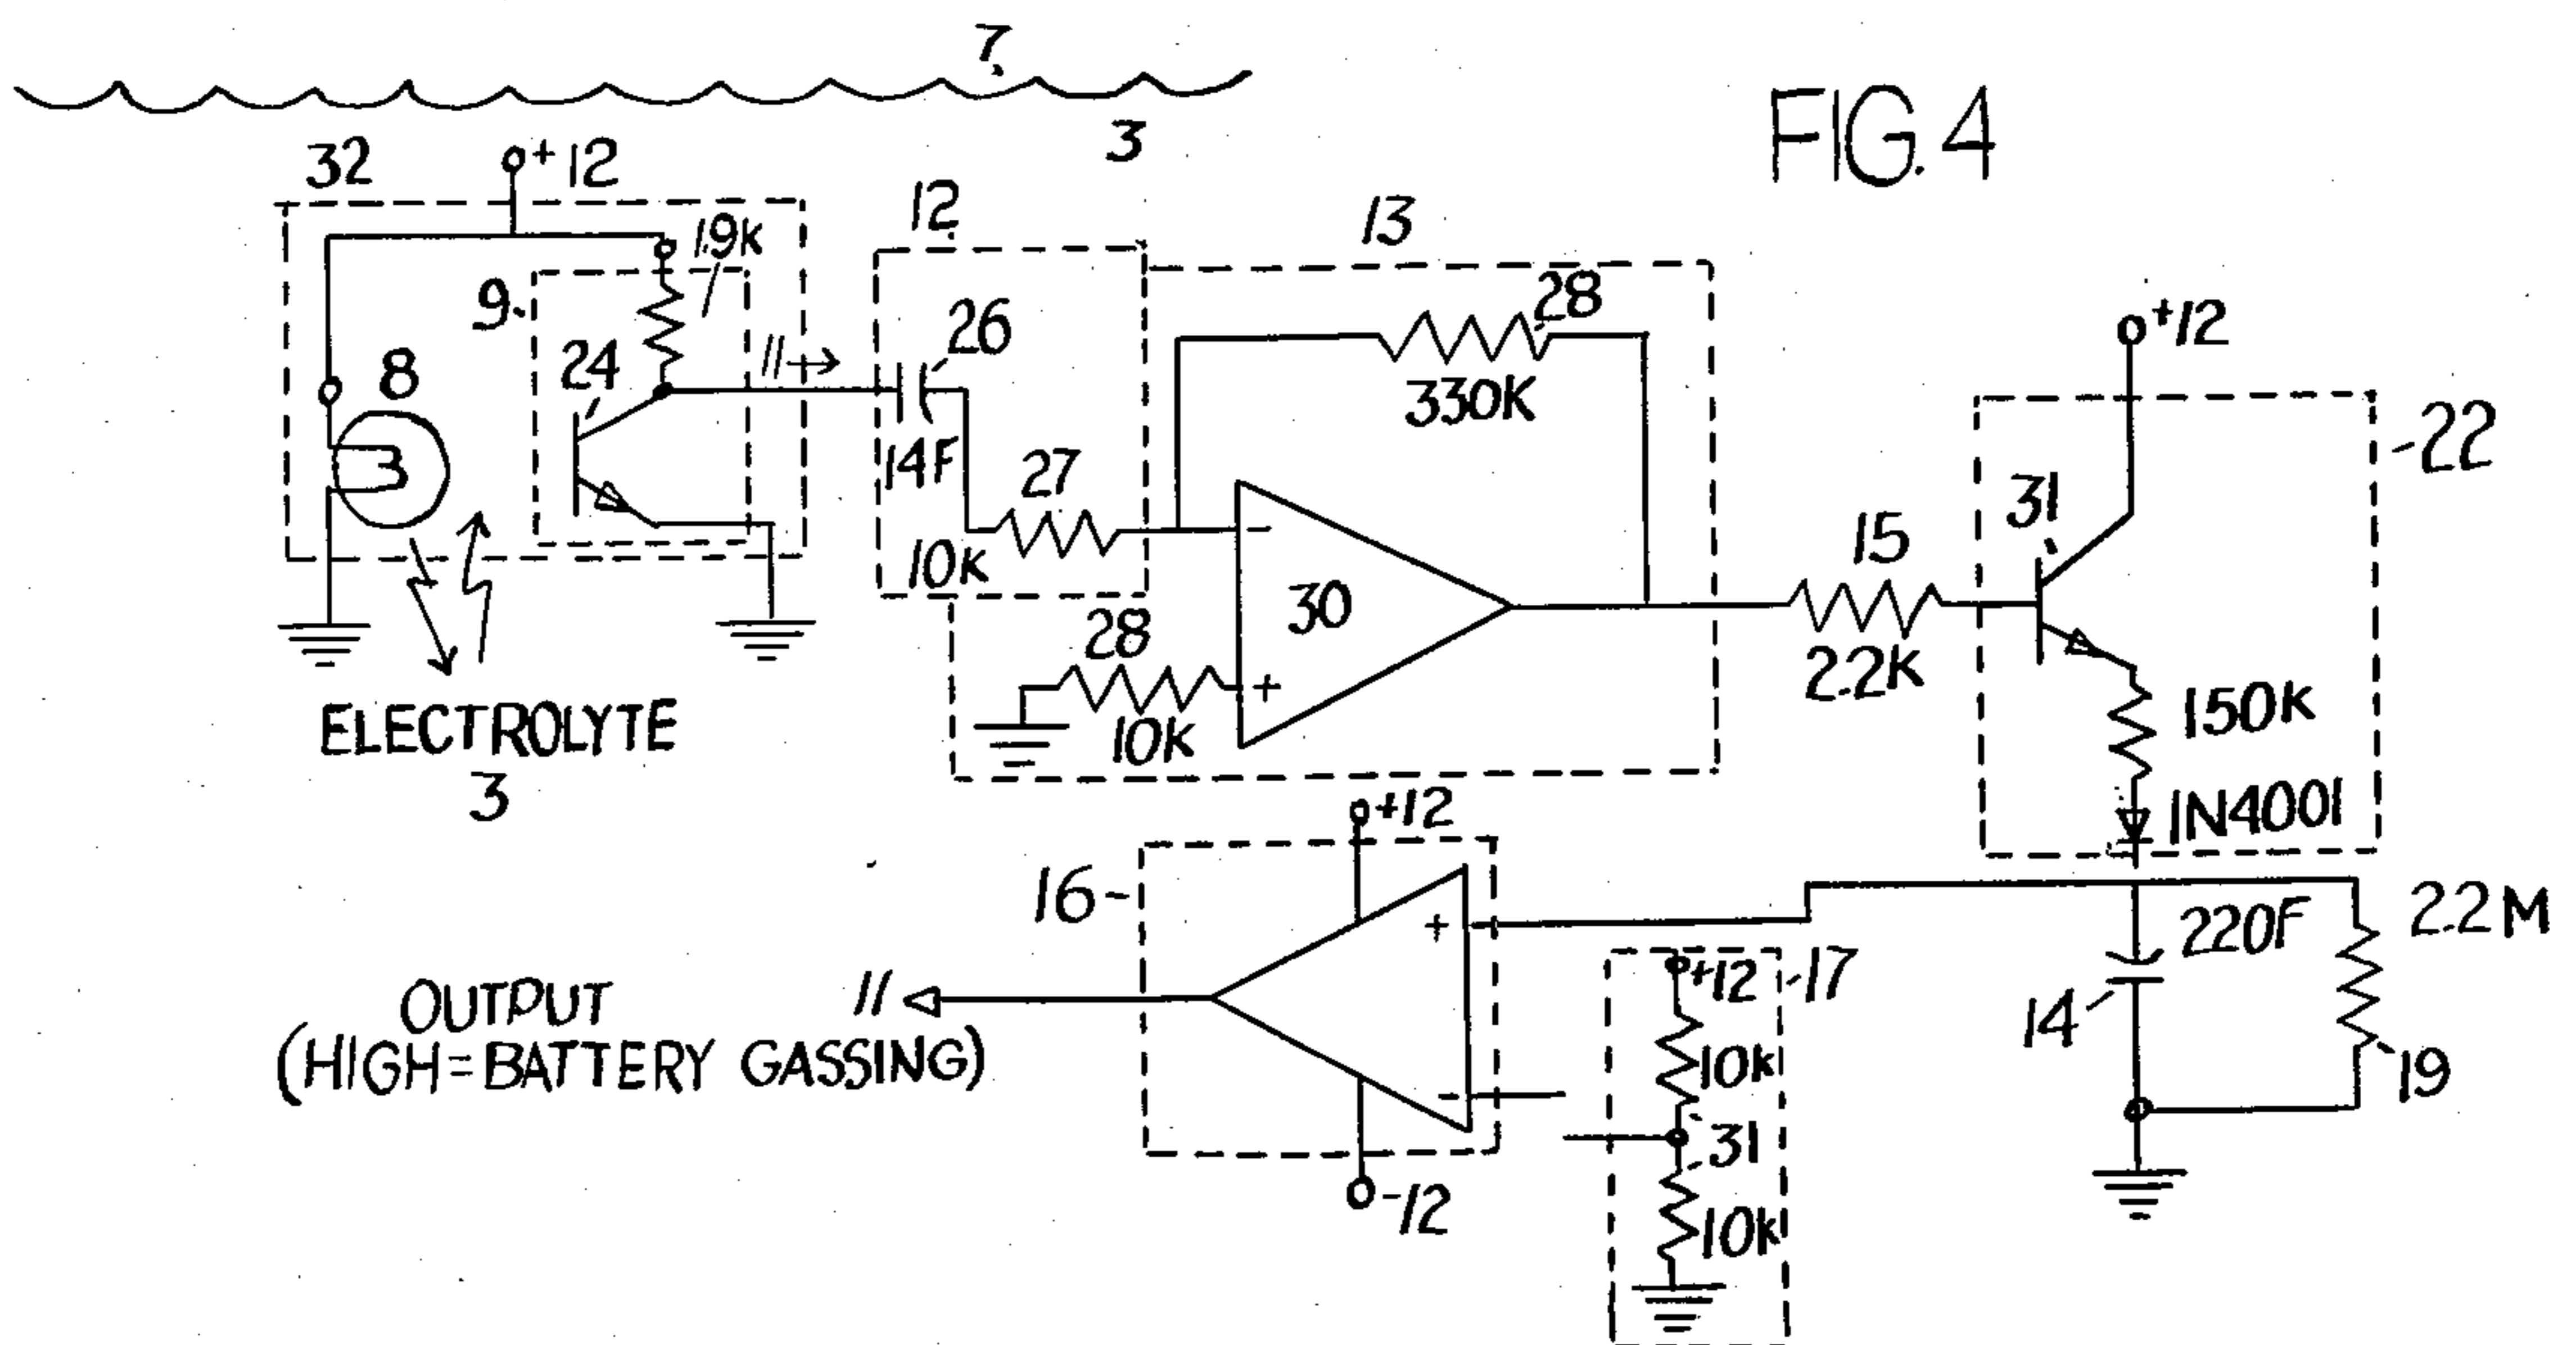 7
3
FIG. 4
32
+12
1.9K
9
24
8
11
12
26
14F
27
10K
13
28
330K
30
28
10K
15
2.2K
+12
22
31
150K
1N4001
ELECTROLYTE
3
+12
16
+
-
-12
11
OUTPUT
(HIGH=BATTERY GASSING)
+12
17
10K
31
10K
220F
14
2.2M
19